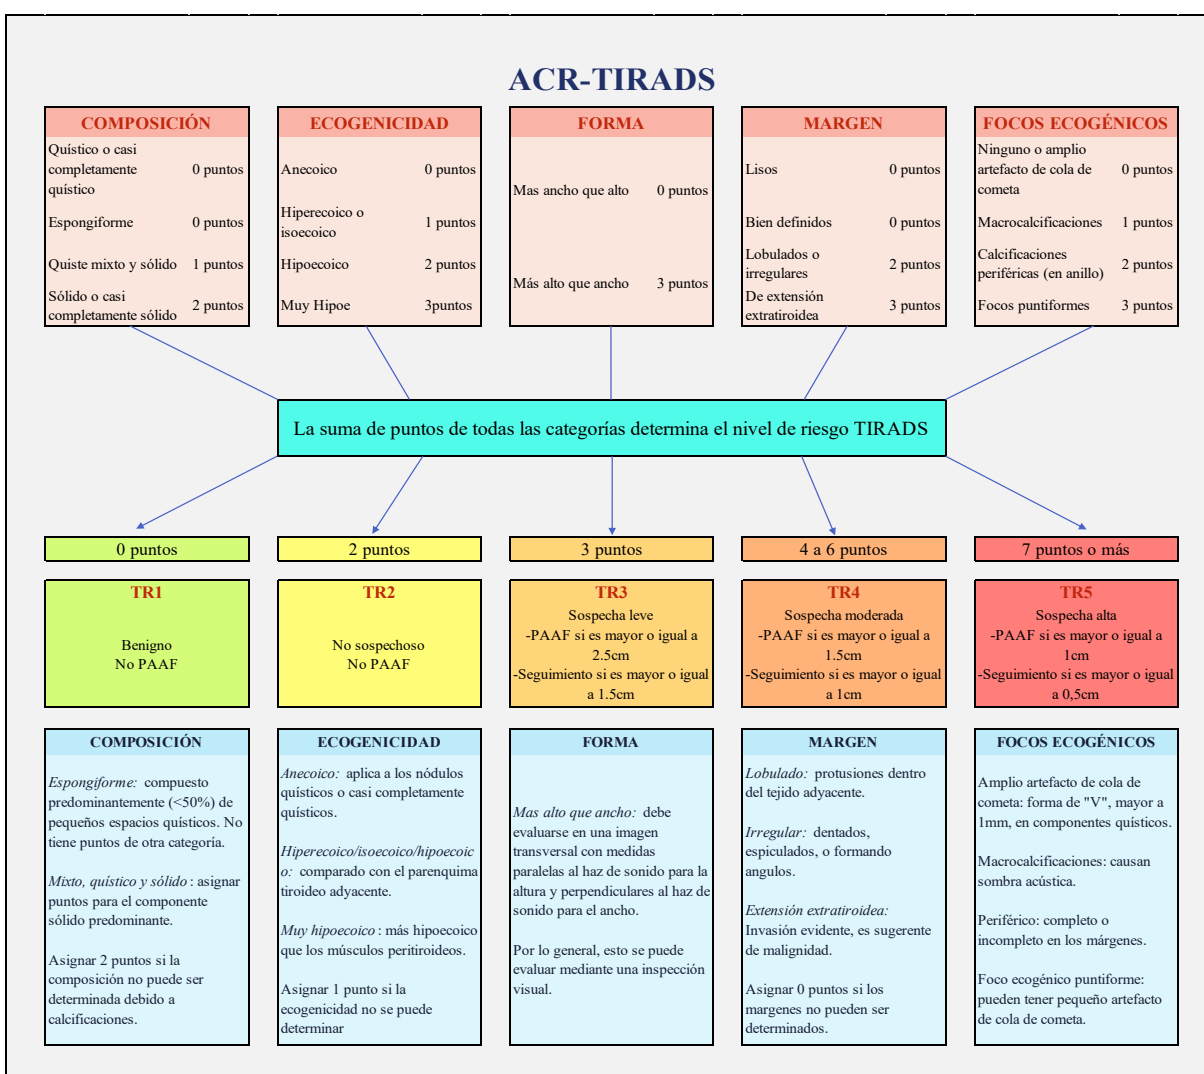 ACR-TIRADS
COMPOSICIÓN
Quístico o casi
completamente
quístico
0 puntos
Espongiforme 0 puntos
Quiste mixto y sólido 1 puntos
Sólido o casi
completamente sólido
2 puntos
ECOGENICIDAD
Anecoico 0 puntos
Hiperecoico o
isoecoico
1 puntos
Hipoecoico 2 puntos
Muy Hipoe 3puntos
FORMA
Mas ancho que alto 0 puntos
Más alto que ancho 3 puntos
MARGEN
Lisos 0 puntos
Bien definidos 0 puntos
Lobulados o
irregulares
2 puntos
De extensión
extratiroidea
3 puntos
FOCOS ECOGÉNICOS
Ninguno o amplio
artefacto de cola de
cometa
0 puntos
Macrocalcificaciones 1 puntos
Calcificaciones
periféricas (en anillo)
2 puntos
Focos puntiformes 3 puntos
La suma de puntos de todas las categorías determina el nivel de riesgo TIRADS
0 puntos
2 puntos
3 puntos
4 a 6 puntos
7 puntos o más
TR1
Benigno
No PAAF
TR2
No sospechoso
No PAAF
TR3
Sospecha leve
-PAAF si es mayor o igual a
2.5cm
-Seguimiento si es mayor o igual
a 1.5cm
TR4
Sospecha moderada
-PAAF si es mayor o igual a
1.5cm
-Seguimiento si es mayor o igual
a 1cm
TR5
Sospecha alta
-PAAF si es mayor o igual a
1cm
-Seguimiento si es mayor o igual
a 0,5cm
COMPOSICIÓN
Espongiforme: compuesto
predominantemente (<50%) de
pequeños espacios quísticos. No
tiene puntos de otra categoría.
Mixto, quístico y sólido : asignar
puntos para el componente
sólido predominante.
Asignar 2 puntos si la
composición no puede ser
determinada debido a
calcificaciones.
ECOGENICIDAD
Anecoico: aplica a los nódulos
quísticos o casi completamente
quísticos.
Hiperecoico/isoecoico/hipoecoic
o: comparado con el parenquima
tiroideo adyacente.
Muy hipoecoico : más hipoecoico
que los músculos peritiroideos.
Asignar 1 punto si la
ecogenicidad no se puede
determinar
FORMA
Mas alto que ancho: debe
evaluarse en una imagen
transversal con medidas
paralelas al haz de sonido para la
altura y perpendiculares al haz de
sonido para el ancho.
Por lo general, esto se puede
evaluar mediante una inspección
visual.
MARGEN
Lobulado: protusiones dentro
del tejido adyacente.
Irregular: dentados,
espiculados, o formando
angulos.
Extensión extratiroidea:
Invasión evidente, es sugerente
de malignidad.
Asignar 0 puntos si los
margenes no pueden ser
determinados.
FOCOS ECOGÉNICOS
Amplio artefacto de cola de
cometa: forma de "V", mayor a
1mm, en componentes quísticos.
Macrocalcificaciones: causan
sombra acústica.
Periférico: completo o
incompleto en los márgenes.
Foco ecogénico puntiforme:
pueden tener pequeño artefacto
de cola de cometa.